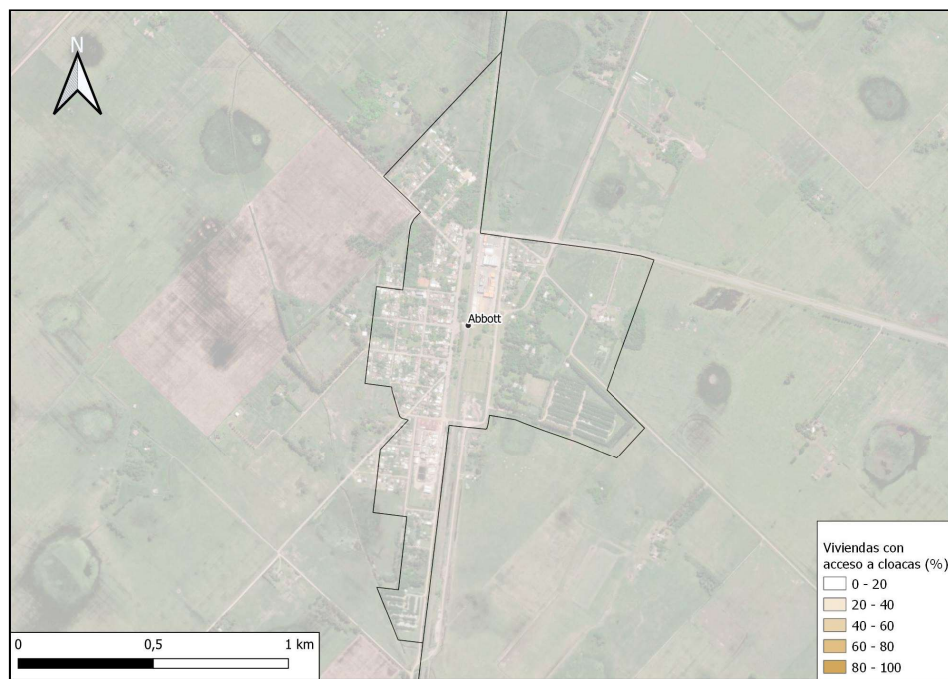 N
Abbott
Viviendas con
acceso a cloacas (%)
0 - 20
20 - 40
40 - 60
60 - 80
80 - 100
0 0,5 1 km